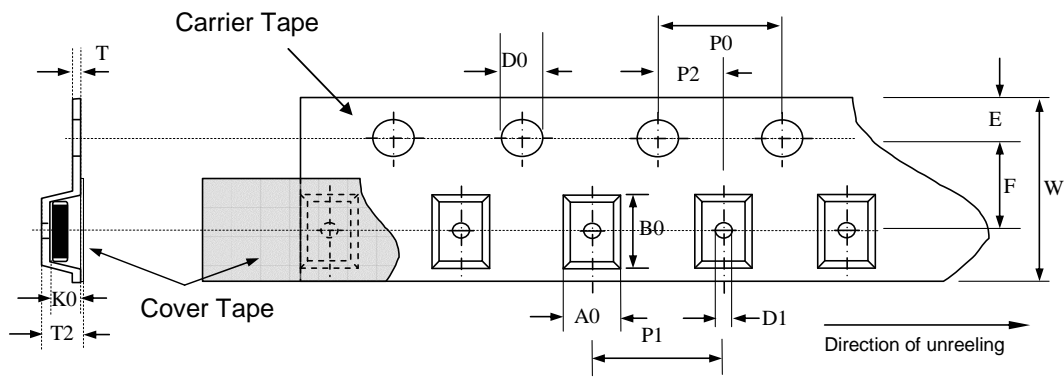 Carrier Tape
T
D0
P0
P2
E
F
W
B0
K0
Cover Tape
T2
A0
D1
P1
Direction of unreeling